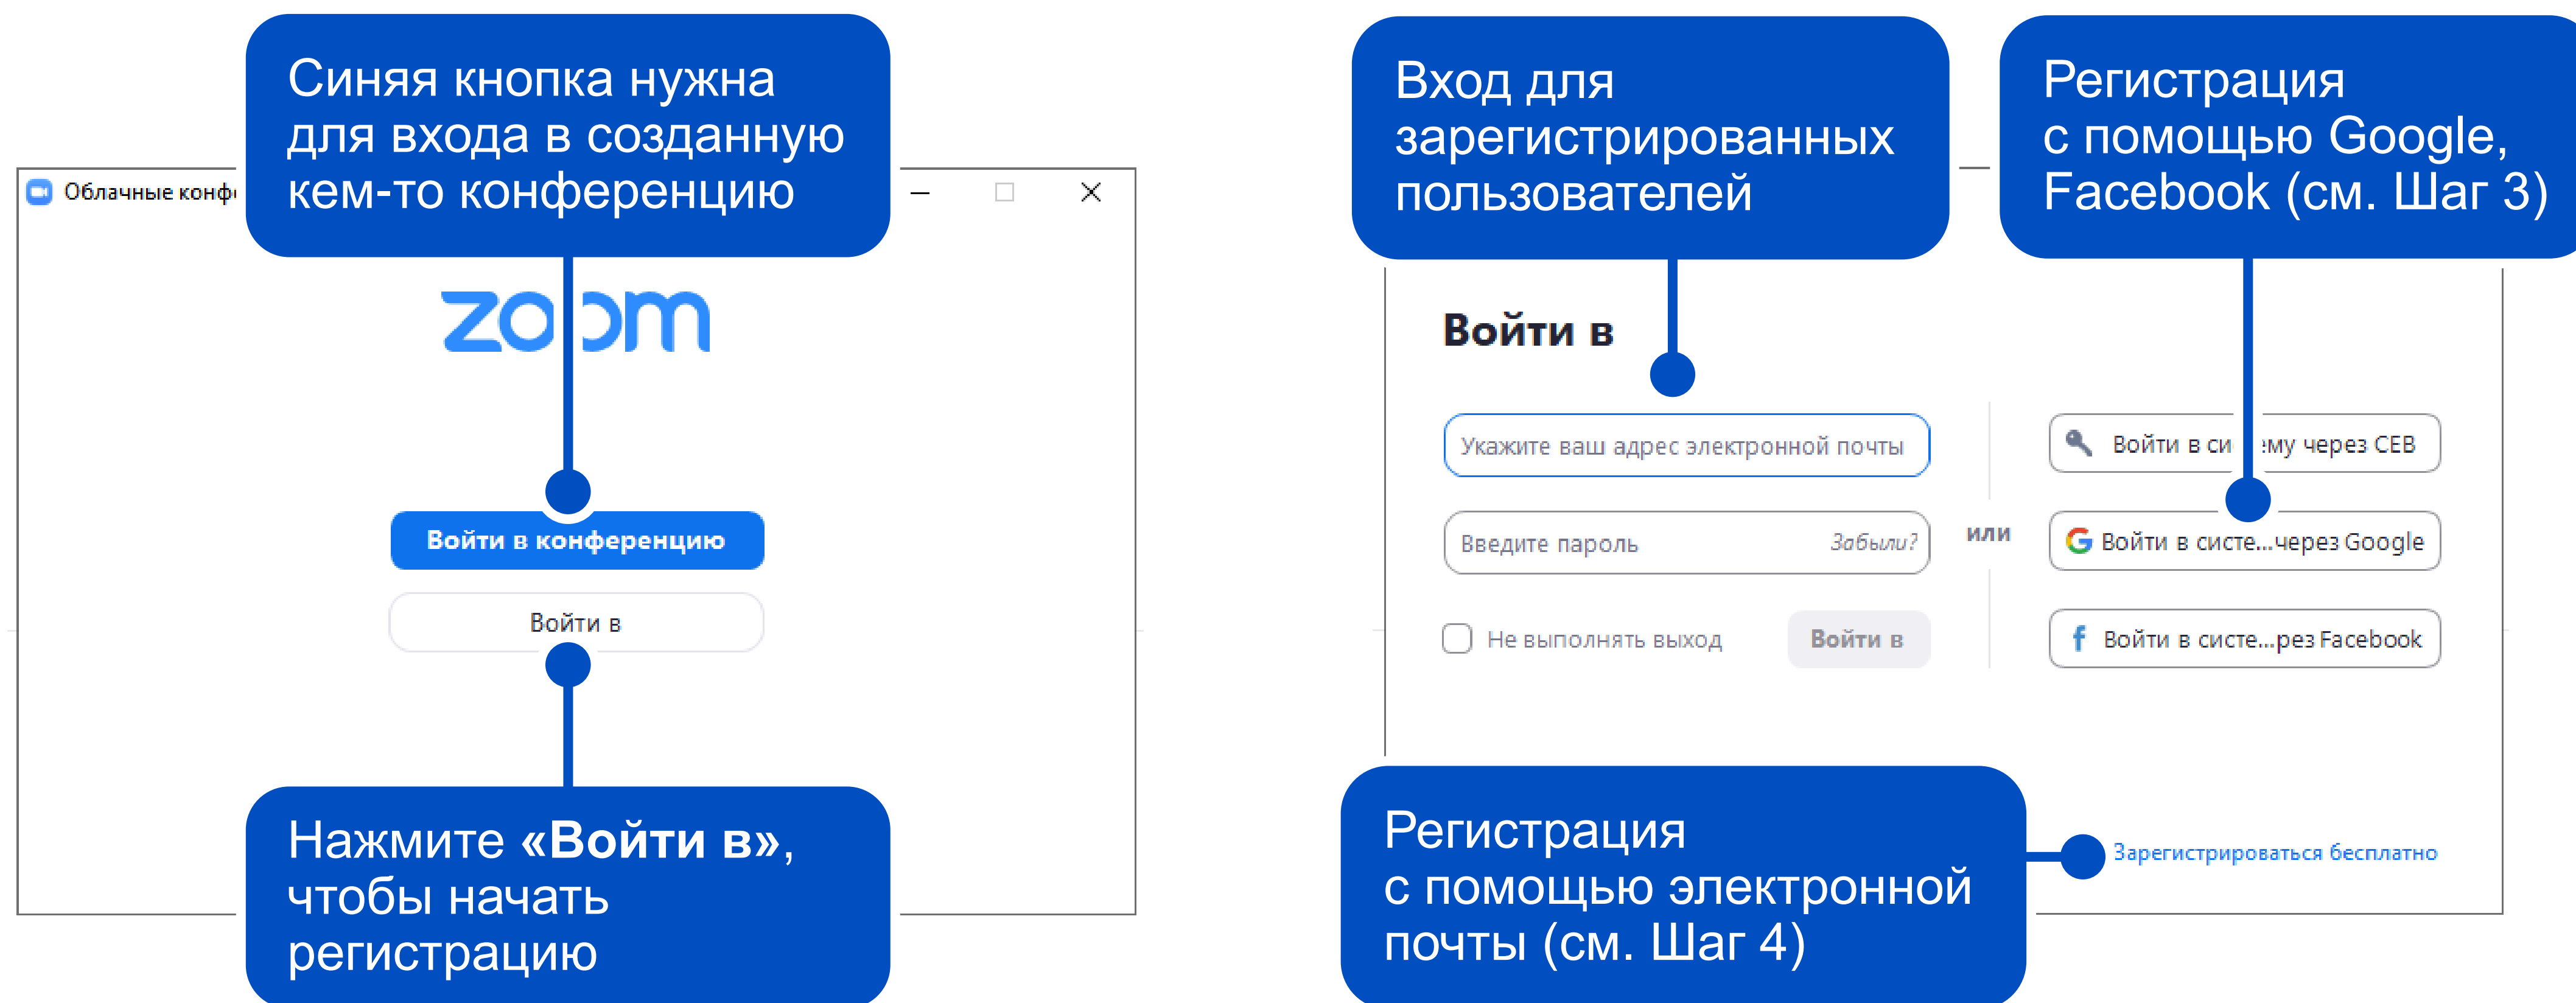 Синяя кнопка нужна
для входа в созданную
кем-то конференцию
Облачные конфе
zoom
Войти в конференцию
Войти в
Нажмите «Войти в»,
чтобы начать
регистрацию
Вход для
зарегистрированных
пользователей
Регистрация
с помощью Google,
Facebook (см. Шаг 3)
Войти в
Укажите ваш адрес электронной почты
Введите пароль Забыли?
Не выполнять выход Войти в
или
Войти в систему через СЕВ
Войти в систе...через Google
Войти в систе...рез Facebook
Регистрация
с помощью электронной
почты (см. Шаг 4)
Зарегистрироваться бесплатно